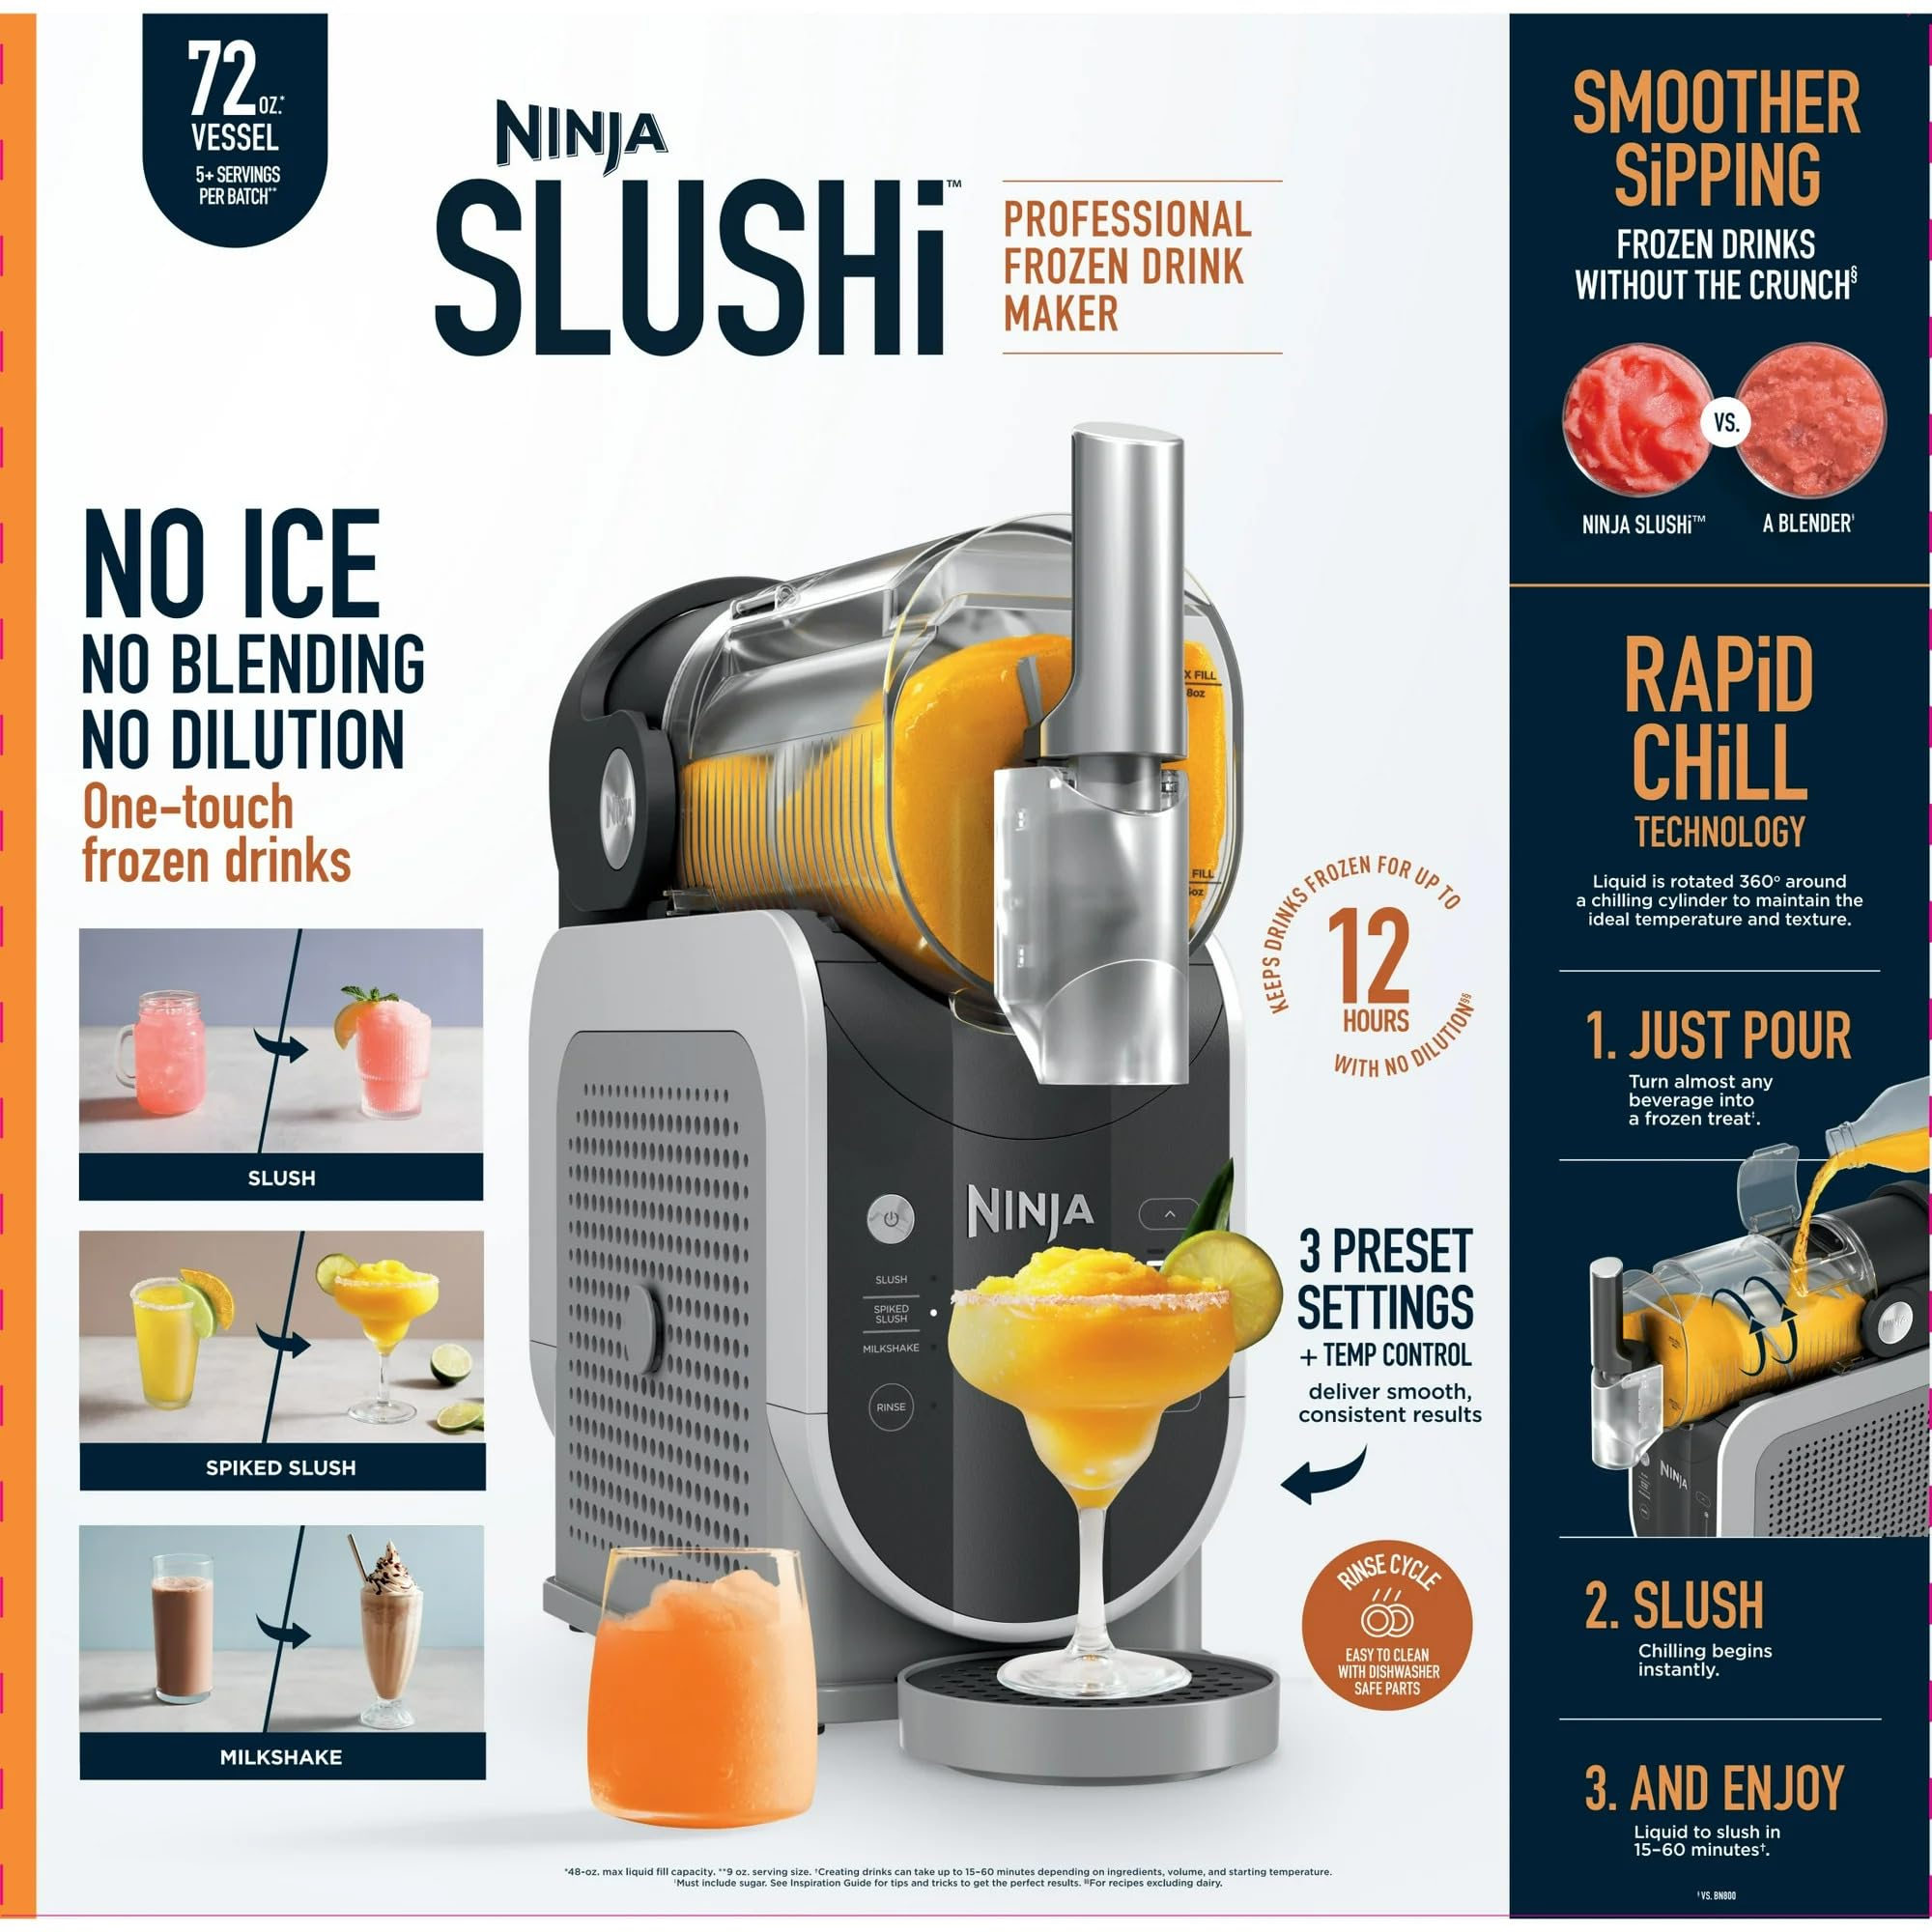 72 OZ.*
VESSEL
5+ SERVINGS
PER BATCH**
NINJA
SLUSHi™
PROFESSIONAL
FROZEN DRINK
MAKER
NO ICE
NO BLENDING
NO DILUTION
One-touch
frozen drinks
SLUSH
SPIKED SLUSH
MILKSHAKE
NINJA
X FILL
8oz
FILL
oz
NINJA
SLUSH
SPIKED
SLUSH
MILKSHAKE
RINSE
KEEPS DRINKS FROZEN FOR UP TO
12
HOURS
WITH NO DILUTION§§
3 PRESET
SETTINGS
+ TEMP CONTROL
deliver smooth,
consistent results
RINSE CYCLE
EASY TO CLEAN
WITH DISHWASHER
SAFE PARTS
*48-oz. max liquid fill capacity. **9 oz. serving size. †Creating drinks can take up to 15-60 minutes depending on ingredients, volume, and starting temperature.
‡Must include sugar. See Inspiration Guide for tips and tricks to get the perfect results. §§For recipes excluding dairy.
SMOOTHER
SiPPING
FROZEN DRINKS
WITHOUT THE CRUNCH§
VS.
NINJA SLUSHi™
A BLENDER
RAPiD
CHiLL
TECHNOLOGY
Liquid is rotated 360° around
a chilling cylinder to maintain the
ideal temperature and texture.
1. JUST POUR
Turn almost any
beverage into
a frozen treat‡.
NINJA
2. SLUSH
Chilling begins
instantly.
3. AND ENJOY
Liquid to slush in
15-60 minutes†.
VS. BN800